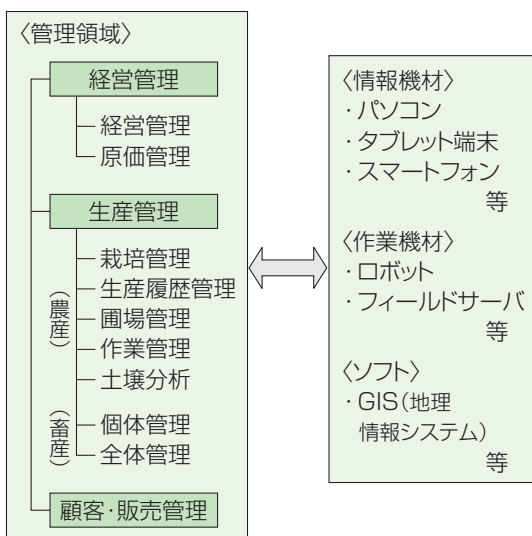 〈管理領域〉
経営管理
経営管理
原価管理
生産管理
(農産)
栽培管理
生産履歴管理
圃場管理
作業管理
土壌分析
(畜産)
個体管理
全体管理
顧客・販売管理
〈情報機材〉
・パソコン
・タブレット端末
・スマートフォン
等
〈作業機材〉
・ロボット
・フィールドサーバ
等
〈ソフト〉
・GIS(地理
情報システム)
等